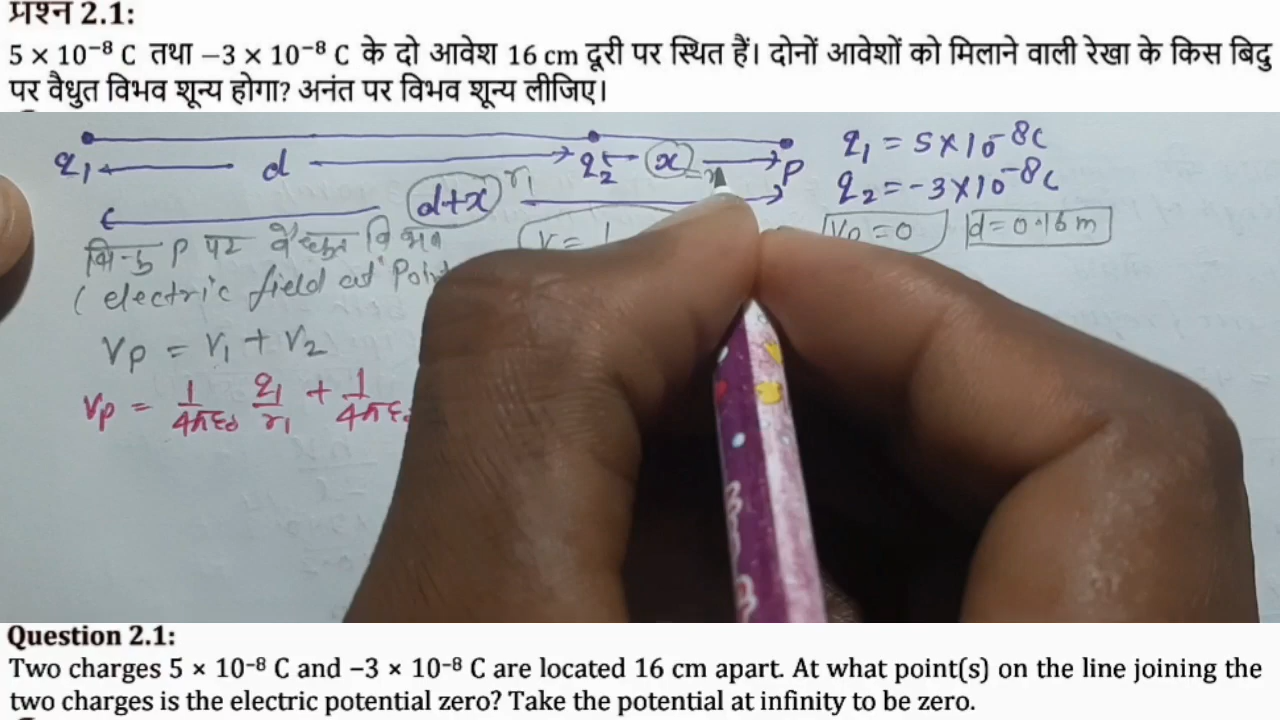 प्रश्न 2.1:
5 × 10⁻⁸ C तथा −3 × 10⁻⁸ C के दो आवेश 16 cm दूरी पर स्थित हैं। दोनों आवेशों को मिलाने वाली रेखा के किस बिदु
पर वैधुत विभव शून्य होगा? अनंत पर विभव शून्य लीजिए।
q₁ d q₂ x P
d+x r₁
q₁ = 5×10⁻⁸C
q₂ = -3×10⁻⁸C
V = 1
Vp = 0 d = 0.16 m
बिन्दु P पर वैद्युत विभव
( electric field at Point
Vp = V₁ + V₂
Vp = 1/4πε₀ q₁/r₁ + 1/4πε₀
Question 2.1:
Two charges 5 × 10⁻⁸ C and −3 × 10⁻⁸ C are located 16 cm apart. At what point(s) on the line joining the
two charges is the electric potential zero? Take the potential at infinity to be zero.